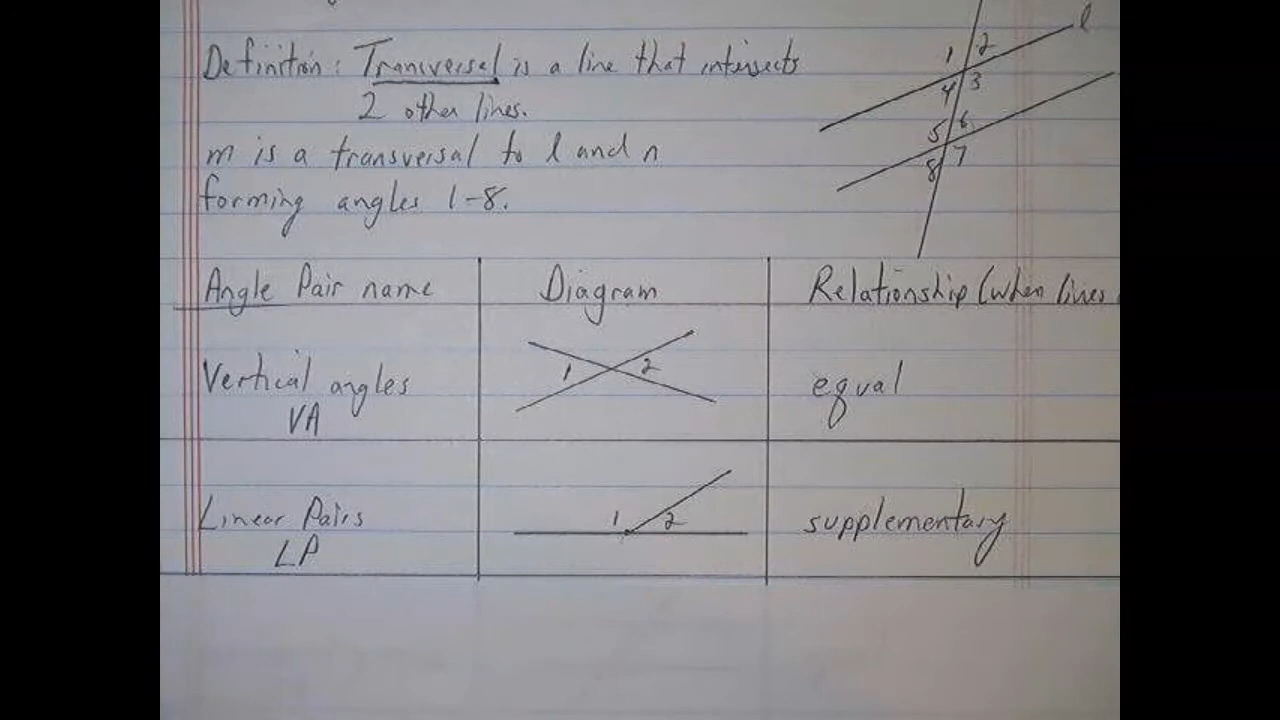 Definition: Transversal is a line that intersects
2 other lines.
m is a transversal to l and n
forming angles 1-8.
l
1 2
4 3
5 6
8 7
Angle Pair name Diagram Relationship (when lines
Vertical angles 1 2 equal
VA
Linear Pairs 1 2 supplementary
LP